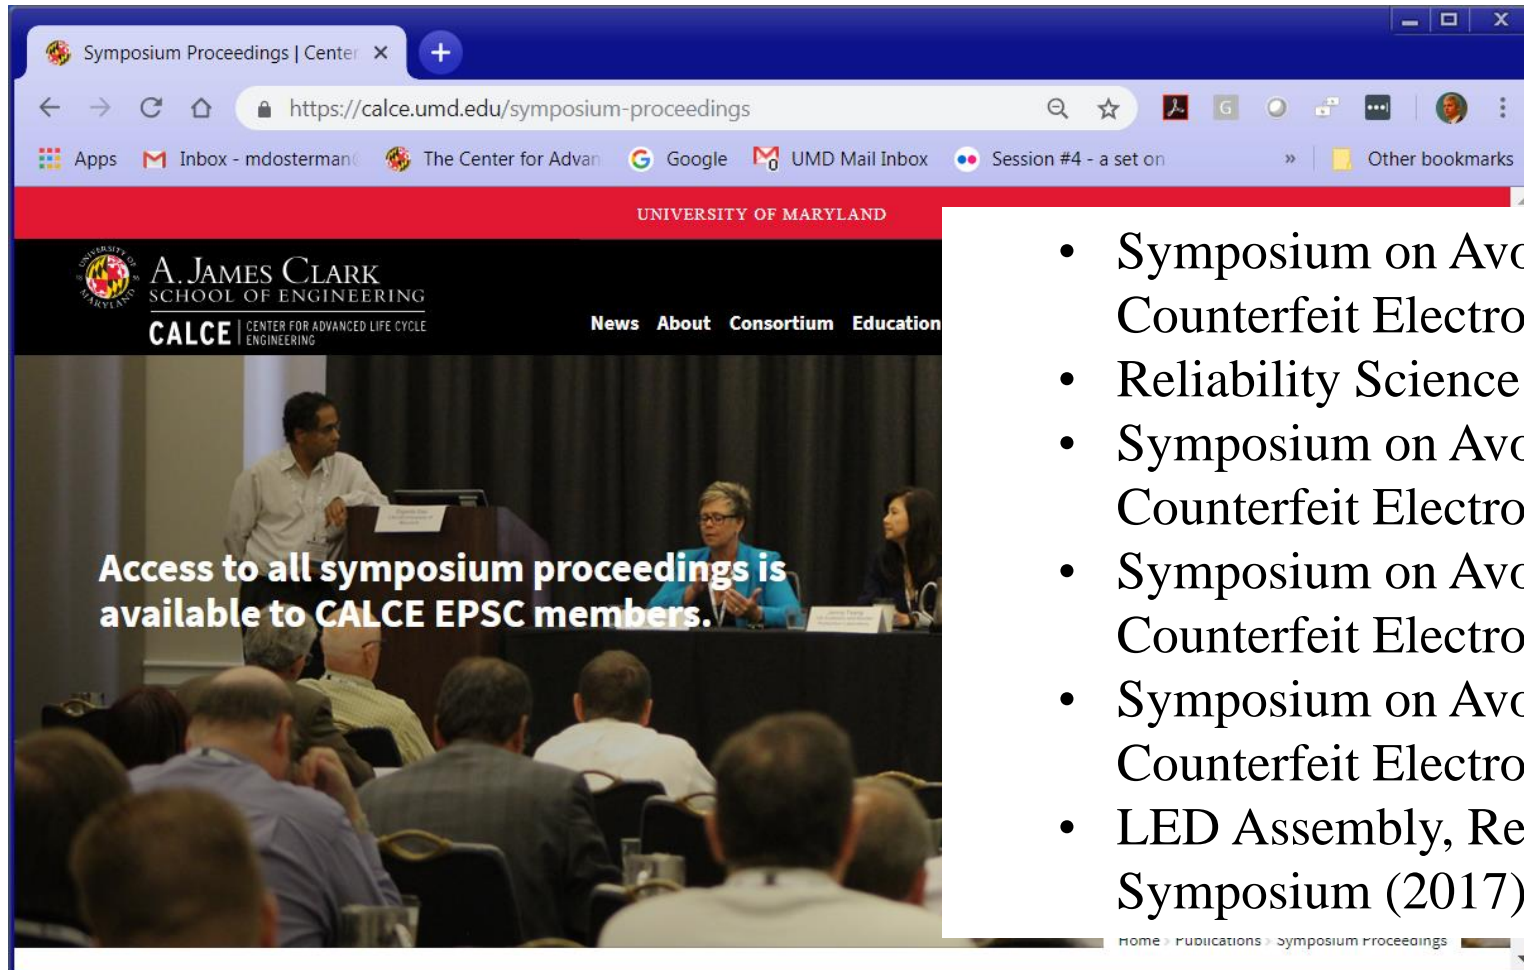 Symposium Proceedings | Center
https://calce.umd.edu/symposium-proceedings
Apps
Inbox - mdosterman
The Center for Advan
Google
UMD Mail Inbox
Session #4 - a set on
»
Other bookmarks
UNIVERSITY OF MARYLAND
A. JAMES CLARK
SCHOOL OF ENGINEERING
CALCE | CENTER FOR ADVANCED LIFE CYCLE
ENGINEERING
News About Consortium Education
Access to all symposium proceedings is
available to CALCE EPSC members.
• Symposium on Avo
Counterfeit Electro
• Reliability Science
• Symposium on Avo
Counterfeit Electro
• Symposium on Avo
Counterfeit Electro
• Symposium on Avo
Counterfeit Electro
• LED Assembly, Re
Symposium (2017)
Home > Publications > Symposium Proceedings